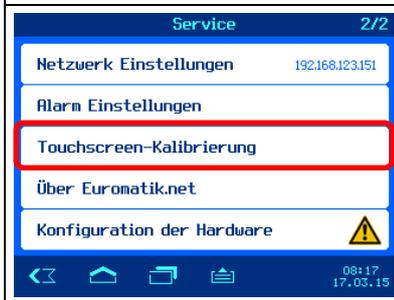 Service 2/2
Netzwerk Einstellungen 192.168.123.151
Alarm Einstellungen
Touchscreen-Kalibrierung
Über Euromatik.net
Konfiguration der Hardware
08:17
17.03.15